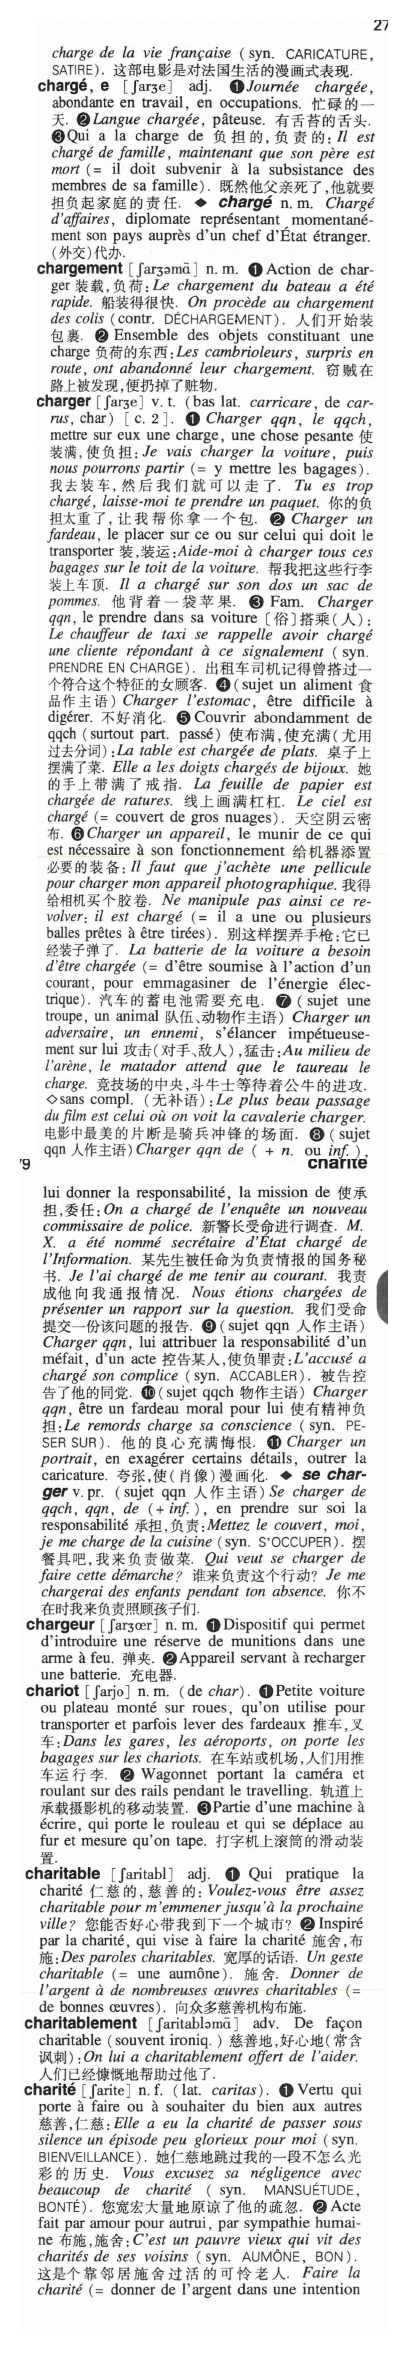 27
charge de la vie française (syn. CARICATURE,
SATIRE). 这部电影是对法国生活的漫画式表现.
chargé, e [ʃarʒe] adj. ❶Journée chargée,
abondante en travail, en occupations. 忙碌的一
天. ❷Langue chargée, pâteuse. 有舌苔的舌头.
❸Qui a la charge de 负担的, 负责的: Il est
chargé de famille, maintenant que son père est
mort (= il doit subvenir à la subsistance des
membres de sa famille). 既然他父亲死了,他就要
担负起家庭的责任. ◆ chargé n. m. Chargé
d'affaires, diplomate représentant momentané-
ment son pays auprès d'un chef d'État étranger.
(外交)代办.
chargement [ʃarʒəmɑ̃] n. m. ❶Action de char-
ger 装载,负荷:Le chargement du bateau a été
rapide. 船装得很快. On procède au chargement
des colis (contr. DÉCHARGEMENT). 人们开始装
包裹. ❷ Ensemble des objets constituant une
charge 负荷的东西:Les cambrioleurs, surpris en
route, ont abandonné leur chargement. 窃贼在
路上被发现,便扔掉了赃物.
charger [ʃarʒe] v. t. (bas lat. carricare, de car-
rus, char) [c. 2]. ❶ Charger qqn, le qqch,
mettre sur eux une charge, une chose pesante 使
装满, 使负担: Je vais charger la voiture, puis
nous pourrons partir (= y mettre les bagages).
我去装车, 然后我们就可以走了. Tu es trop
chargé, laisse-moi te prendre un paquet. 你的负
担太重了, 让我帮你拿一个包. ❷ Charger un
fardeau, le placer sur ce ou sur celui qui doit le
transporter 装,装运:Aide-moi à charger tous ces
bagages sur le toit de la voiture. 帮我把这些行李
装上车顶. Il a chargé sur son dos un sac de
pommes. 他背着一袋苹果. ❸ Fam. Charger
qqn, le prendre dans sa voiture [俗]搭乘(人):
Le chauffeur de taxi se rappelle avoir chargé
une cliente répondant à ce signalement (syn.
PRENDRE EN CHARGE). 出租车司机记得曾搭过一
个符合这个特征的女顾客. ❹(sujet un aliment 食
品作主语) Charger l'estomac, être difficile à
digérer. 不好消化. ❺Couvrir abondamment de
qqch (surtout part. passé) 使布满,使充满(尤用
过去分词):La table est chargée de plats. 桌子上
摆满了菜. Elle a les doigts chargés de bijoux. 她
的手上带满了戒指. La feuille de papier est
chargée de ratures. 线上画满杠杠. Le ciel est
chargé (= couvert de gros nuages). 天空阴云密
布. ❻Charger un appareil, le munir de ce qui
est nécessaire à son fonctionnement 给机器添置
必要的装备: Il faut que j'achète une pellicule
pour charger mon appareil photographique. 我得
给相机买个胶卷. Ne manipule pas ainsi ce re-
volver: il est chargé (= il a une ou plusieurs
balles prêtes à être tirées). 别这样摆弄手枪:它已
经装子弹了. La batterie de la voiture a besoin
d'être chargée (= d'être soumise à l'action d'un
courant, pour emmagasiner de l'énergie élec-
trique). 汽车的蓄电池需要充电. ❼ (sujet une
troupe, un animal 队伍、动物作主语) Charger un
adversaire, un ennemi, s'élancer impétueuse-
ment sur lui 攻击(对手、敌人),猛击:Au milieu de
l'arène, le matador attend que le taureau le
charge. 竞技场的中央,斗牛士等待着公牛的进攻.
◇sans compl. (无补语):Le plus beau passage
du film est celui où on voit la cavalerie charger.
电影中最美的片断是骑兵冲锋的场面. ❽ (sujet
qqn 人作主语) Charger qqn de (+ n. ou inf.),
79
charité
lui donner la responsabilité, la mission de 使承
担,委任: On a chargé de l'enquête un nouveau
commissaire de police. 新警长受命进行调查. M.
X. a été nommé secrétaire d'État chargé de
l'Information. 某先生被任命为负责情报的国务秘
书. Je l'ai chargé de me tenir au courant. 我责
成他向我通报情况. Nous étions chargées de
présenter un rapport sur la question. 我们受命
提交一份该问题的报告. ❾(sujet qqn 人作主语)
Charger qqn, lui attribuer la responsabilité d'un
méfait, d'un acte 控告某人,使负罪责:L'accusé a
chargé son complice (syn. ACCABLER). 被告控
告了他的同党. ❿(sujet qqch 物作主语) Charger
qqn, être un fardeau moral pour lui 使有精神负
担: Le remords charge sa conscience (syn. PE-
SER SUR). 他的良心充满悔恨. ⓫ Charger un
portrait, en exagérer certains détails, outrer la
caricature. 夸张,使(肖像)漫画化. ◆ se char-
ger v. pr. (sujet qqn 人作主语) Se charger de
qqch, qqn, de (+ inf.), en prendre sur soi la
responsabilité 承担,负责:Mettez le couvert, moi,
je me charge de la cuisine (syn. S'OCCUPER). 摆
餐具吧,我来负责做菜. Qui veut se charger de
faire cette démarche? 谁来负责这个行动? Je me
chargerai des enfants pendant ton absence. 你不
在时我来负责照顾孩子们.
chargeur [ʃarʒœr] n. m. ❶Dispositif qui permet
d'introduire une réserve de munitions dans une
arme à feu. 弹夹. ❷Appareil servant à recharger
une batterie. 充电器.
chariot [ʃarjo] n. m. (de char). ❶Petite voiture
ou plateau monté sur roues, qu'on utilise pour
transporter et parfois lever des fardeaux 推车,叉
车: Dans les gares, les aéroports, on porte les
bagages sur les chariots. 在车站或机场,人们用推
车运行李. ❷ Wagonnet portant la caméra et
roulant sur des rails pendant le travelling. 轨道上
承载摄影机的移动装置. ❸Partie d'une machine à
écrire, qui porte le rouleau et qui se déplace au
fur et mesure qu'on tape. 打字机上滚筒的滑动装
置.
charitable [ʃaritabl] adj. ❶ Qui pratique la
charité 仁慈的, 慈善的: Voulez-vous être assez
charitable pour m'emmener jusqu'à la prochaine
ville? 您能否好心带我到下一个城市? ❷Inspiré
par la charité, qui vise à faire la charité 施舍,布
施:Des paroles charitables. 宽厚的话语. Un geste
charitable (= une aumône). 施舍. Donner de
l'argent à de nombreuses œuvres charitables (=
de bonnes œuvres). 向众多慈善机构布施.
charitablement [ʃaritabləmɑ̃] adv. De façon
charitable (souvent ironiq.) 慈善地,好心地(常含
讽刺): On lui a charitablement offert de l'aider.
人们已经慷慨地帮助过他了.
charité [ʃarite] n. f. (lat. caritas). ❶Vertu qui
porte à faire ou à souhaiter du bien aux autres
慈善,仁慈: Elle a eu la charité de passer sous
silence un épisode peu glorieux pour moi (syn.
BIENVEILLANCE). 她仁慈地跳过我的一段不怎么光
彩的历史. Vous excusez sa négligence avec
beaucoup de charité (syn. MANSUÉTUDE,
BONTÉ). 您宽宏大量地原谅了他的疏忽. ❷Acte
fait par amour pour autrui, par sympathie humai-
ne 布施,施舍: C'est un pauvre vieux qui vit des
charités de ses voisins (syn. AUMÔNE, BON).
这是个靠邻居施舍过活的可怜老人. Faire la
charité (= donner de l'argent dans une intention